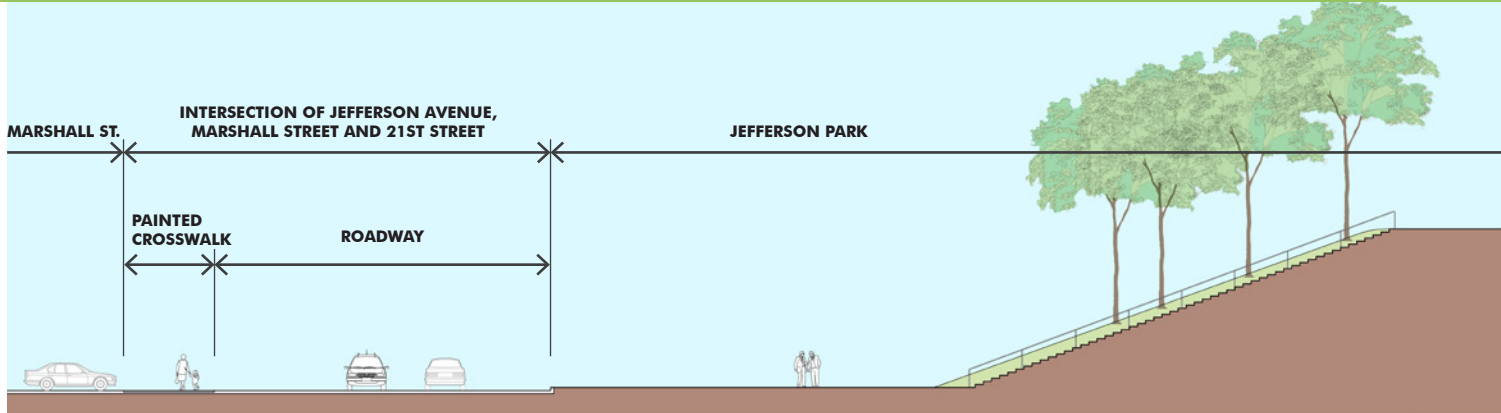 MARSHALL ST.
INTERSECTION OF JEFFERSON AVENUE,
MARSHALL STREET AND 21ST STREET
JEFFERSON PARK
PAINTED
CROSSWALK
ROADWAY